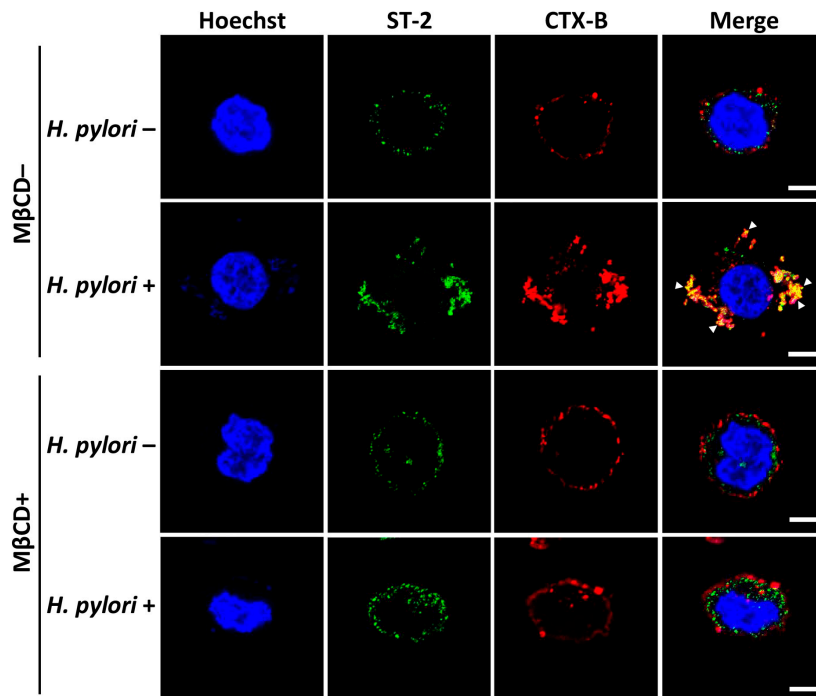 Hoechst ST-2 CTX-B Merge
MβCD–
H. pylori –
H. pylori +
MβCD+
H. pylori –
H. pylori +